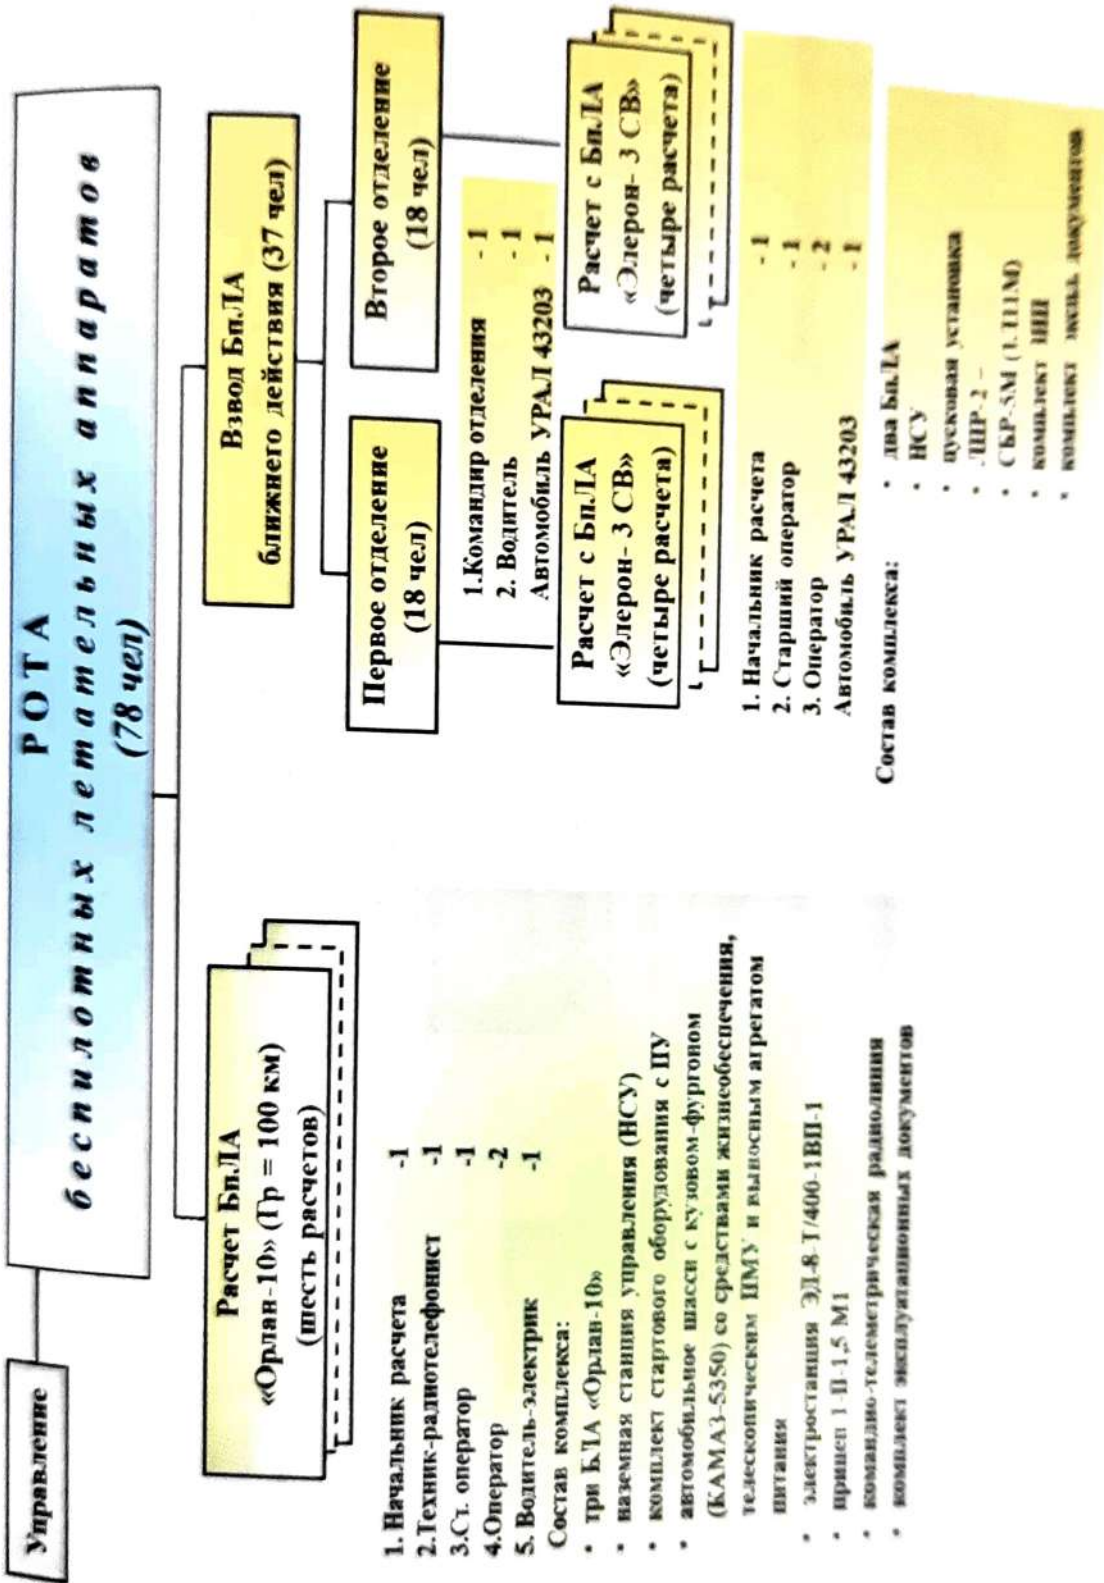 РОТА
беспилотных летательных аппаратов
(78 чел)
Управление
Расчет БпЛА
«Орлан-10» (Гр = 100 км)
(шесть расчетов)
1. Начальник расчета -1
2.Техник-радиотелефонист -1
3.Ст. оператор -1
4.Оператор -2
5. Водитель-электрик -1
Состав комплекса:
• три БЛА «Орлан-10»
• наземная станция управления (НСУ)
• комплект стартового оборудования с ПУ
• автомобильное шасси с кузовом-фургоном
(КАМАЗ-5350) со средствами жизнеобеспечения,
телескопическим ПМУ и выносным агрегатом
питания
• электростанция ЭД-8-Т/400-1ВП-1
• прицеп 1-П-1,5 М1
• командно-телеметрическая радиолиния
• комплект эксплуатационных документов
Взвод БпЛА
ближнего действия (37 чел)
Первое отделение
(18 чел)
Второе отделение
(18 чел)
1.Командир отделения - 1
2. Водитель - 1
Автомобиль УРАЛ 43203 - 1
Расчет с БпЛА
«Элерон- 3 СВ»
(четыре расчета)
Расчет с БпЛА
«Элерон- 3 СВ»
(четыре расчета)
1. Начальник расчета - 1
2. Старший оператор - 1
3. Оператор - 2
Автомобиль УРАЛ 43203 - 1
Состав комплекса:
• два БпЛА
• НСУ
• пусковая установка
• ЛПР-2 –
• СБР-5М (1Л111М)
• комплект
• комплект экспл. документов